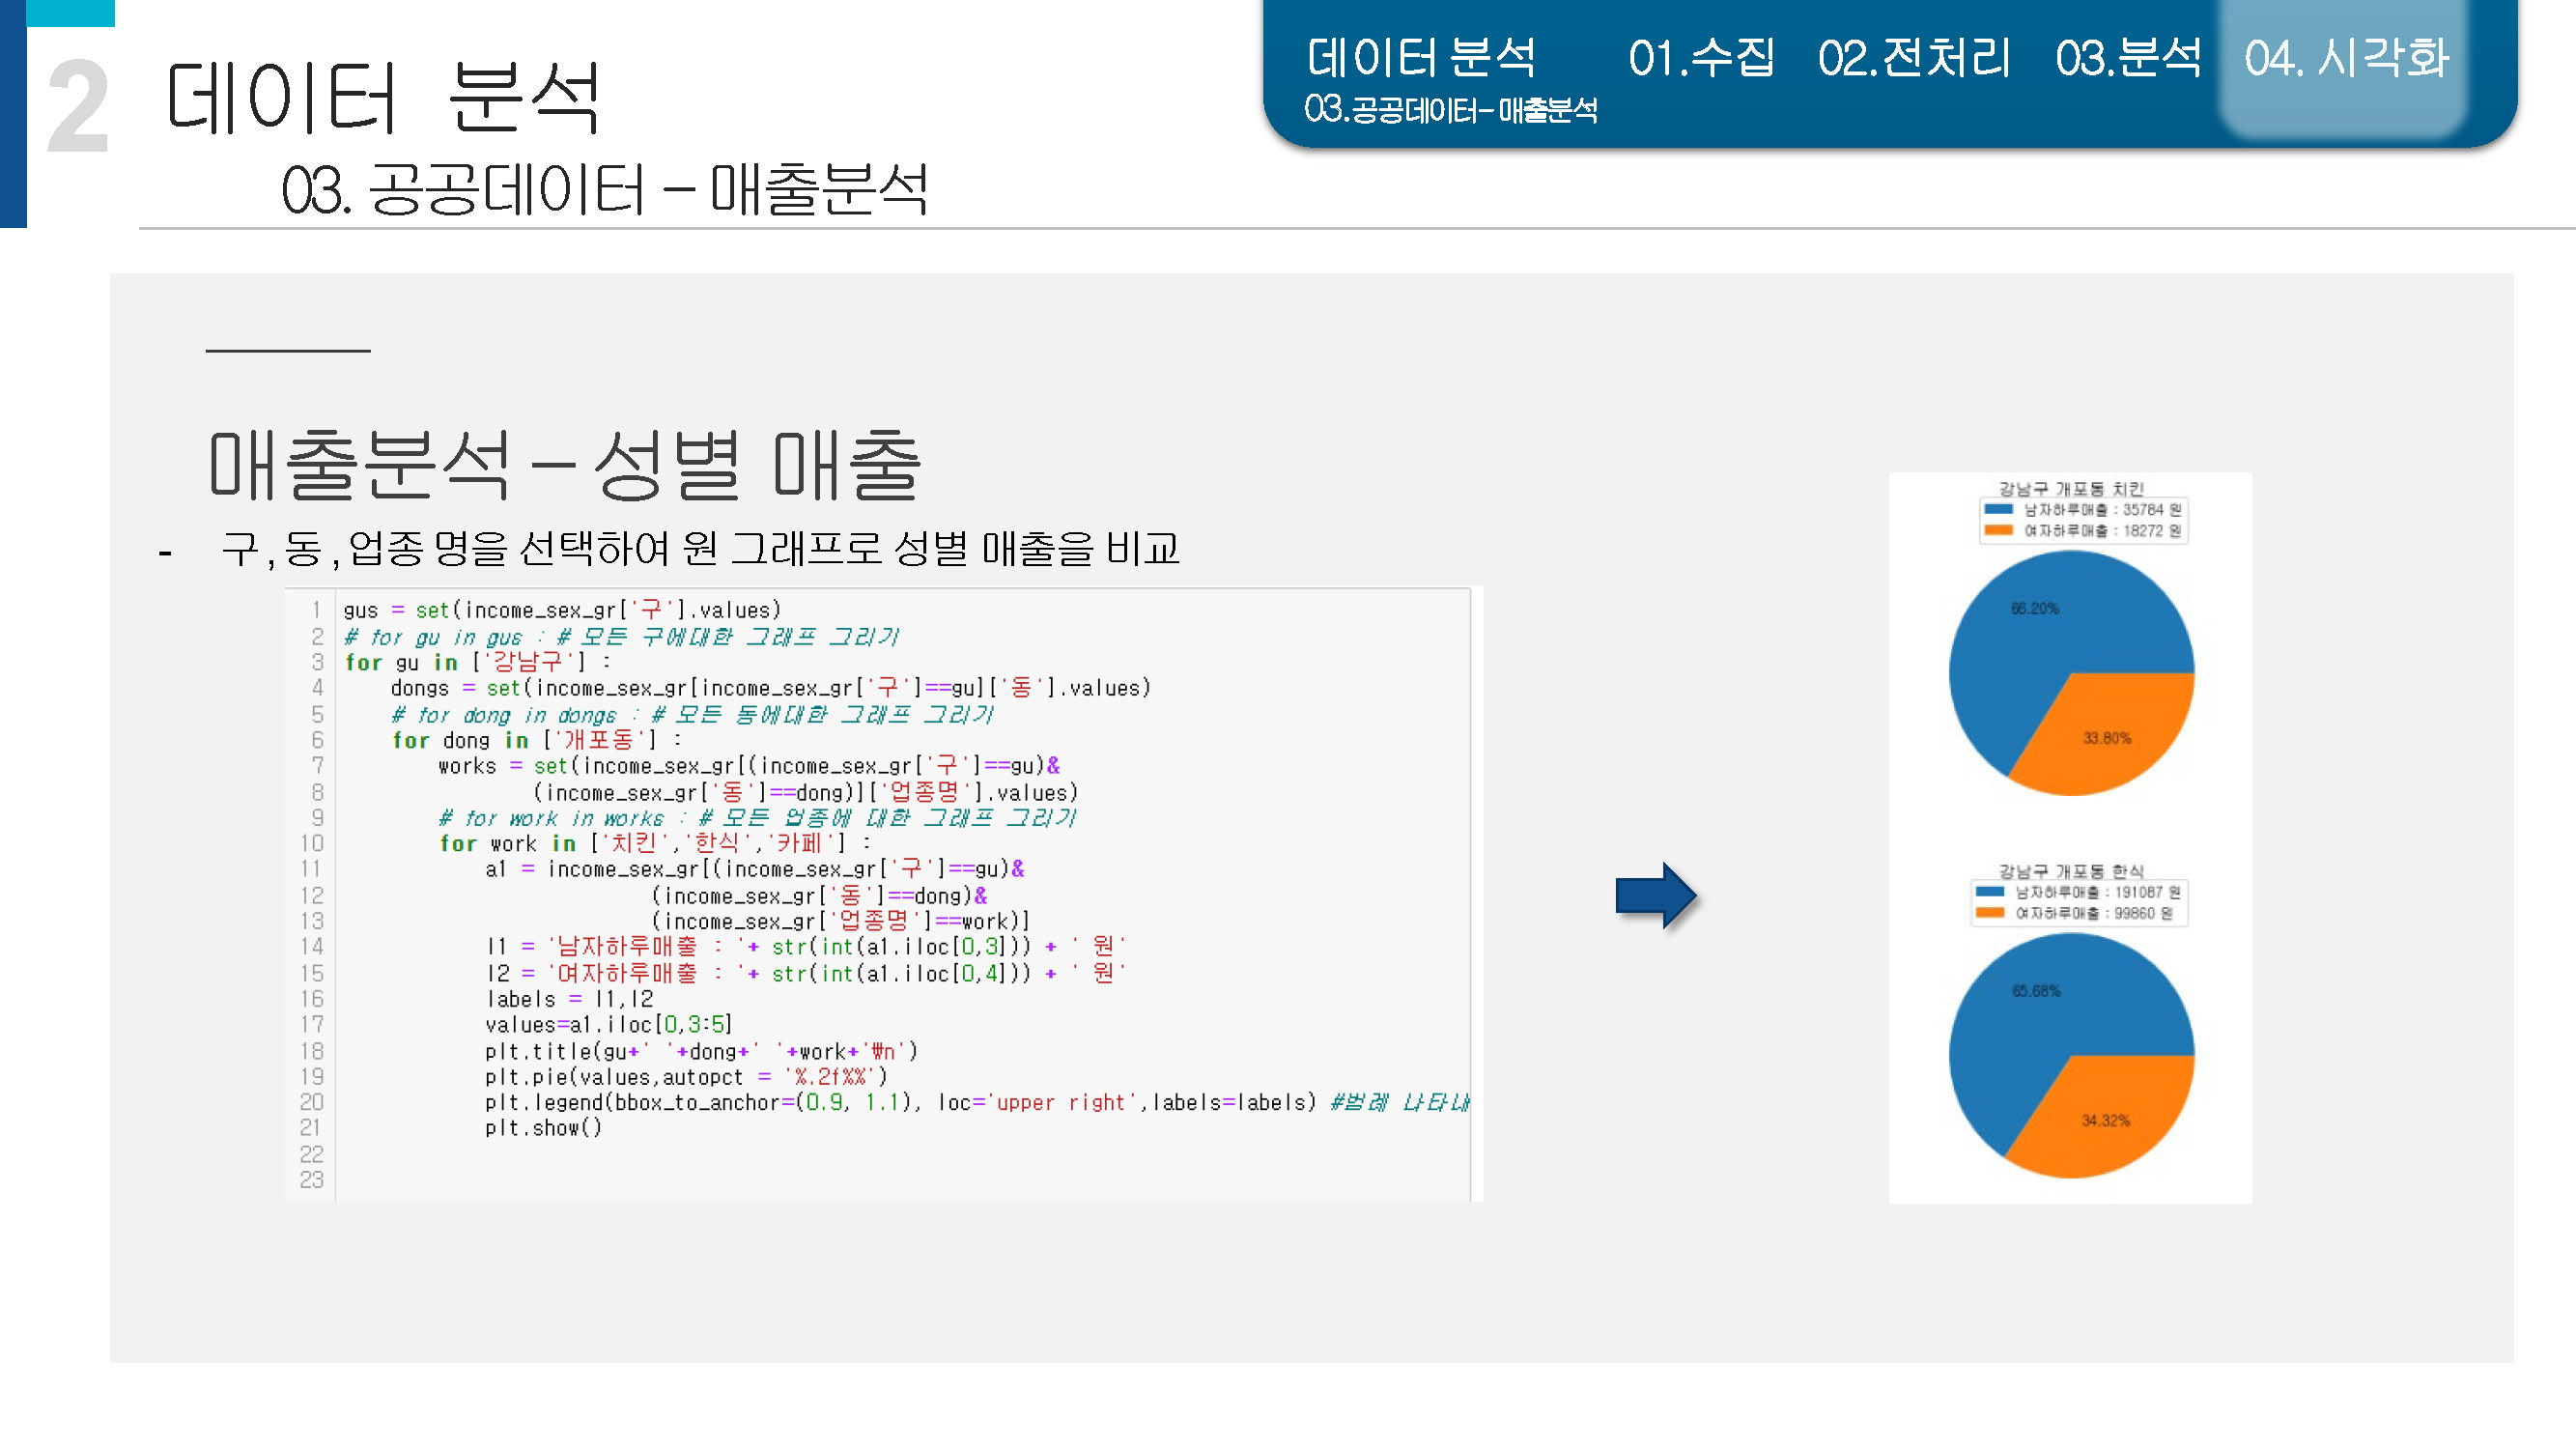 2
데이터 분석
03. 공공데이터 – 매출분석
데이터 분석 01.수집 02.전처리 03.분석 04. 시각화
03.공공데이터- 매출분석
매출분석 – 성별 매출
- 구 , 동 , 업종 명을 선택하여 원 그래프로 성별 매출을 비교
1 gus = set(income_sex_gr['구'].values)
2 # for gu in gus : # 모든 구에대한 그래프 그리기
3 for gu in ['강남구'] :
4 dongs = set(income_sex_gr[income_sex_gr['구']==gu]['동'].values)
5 # for dong in dongs : # 모든 동에대한 그래프 그리기
6 for dong in ['개포동'] :
7 works = set(income_sex_gr[(income_sex_gr['구']==gu)&
8 (income_sex_gr['동']==dong)]['업종명'].values)
9 # for work in works : # 모든 업종에 대한 그래프 그리기
10 for work in ['치킨','한식','카페'] :
11 a1 = income_sex_gr[(income_sex_gr['구']==gu)&
12 (income_sex_gr['동']==dong)&
13 (income_sex_gr['업종명']==work)]
14 l1 = '남자하루매출 : '+ str(int(a1.iloc[0,3])) + ' 원'
15 l2 = '여자하루매출 : '+ str(int(a1.iloc[0,4])) + ' 원'
16 labels = l1,l2
17 values=a1.iloc[0,3:5]
18 plt.title(gu+' '+dong+' '+work+'₩n')
19 plt.pie(values,autopct = '%.2f%%')
20 plt.legend(bbox_to_anchor=(0.9, 1.1), loc='upper right',labels=labels) #범례 나타내
21 plt.show()
22
23
강남구 개포동 치킨
남자하루매출 : 35784 원
여자하루매출 : 18272 원
66.20%
33.80%
강남구 개포동 한식
남자하루매출 : 191087 원
여자하루매출 : 99860 원
65.68%
34.32%